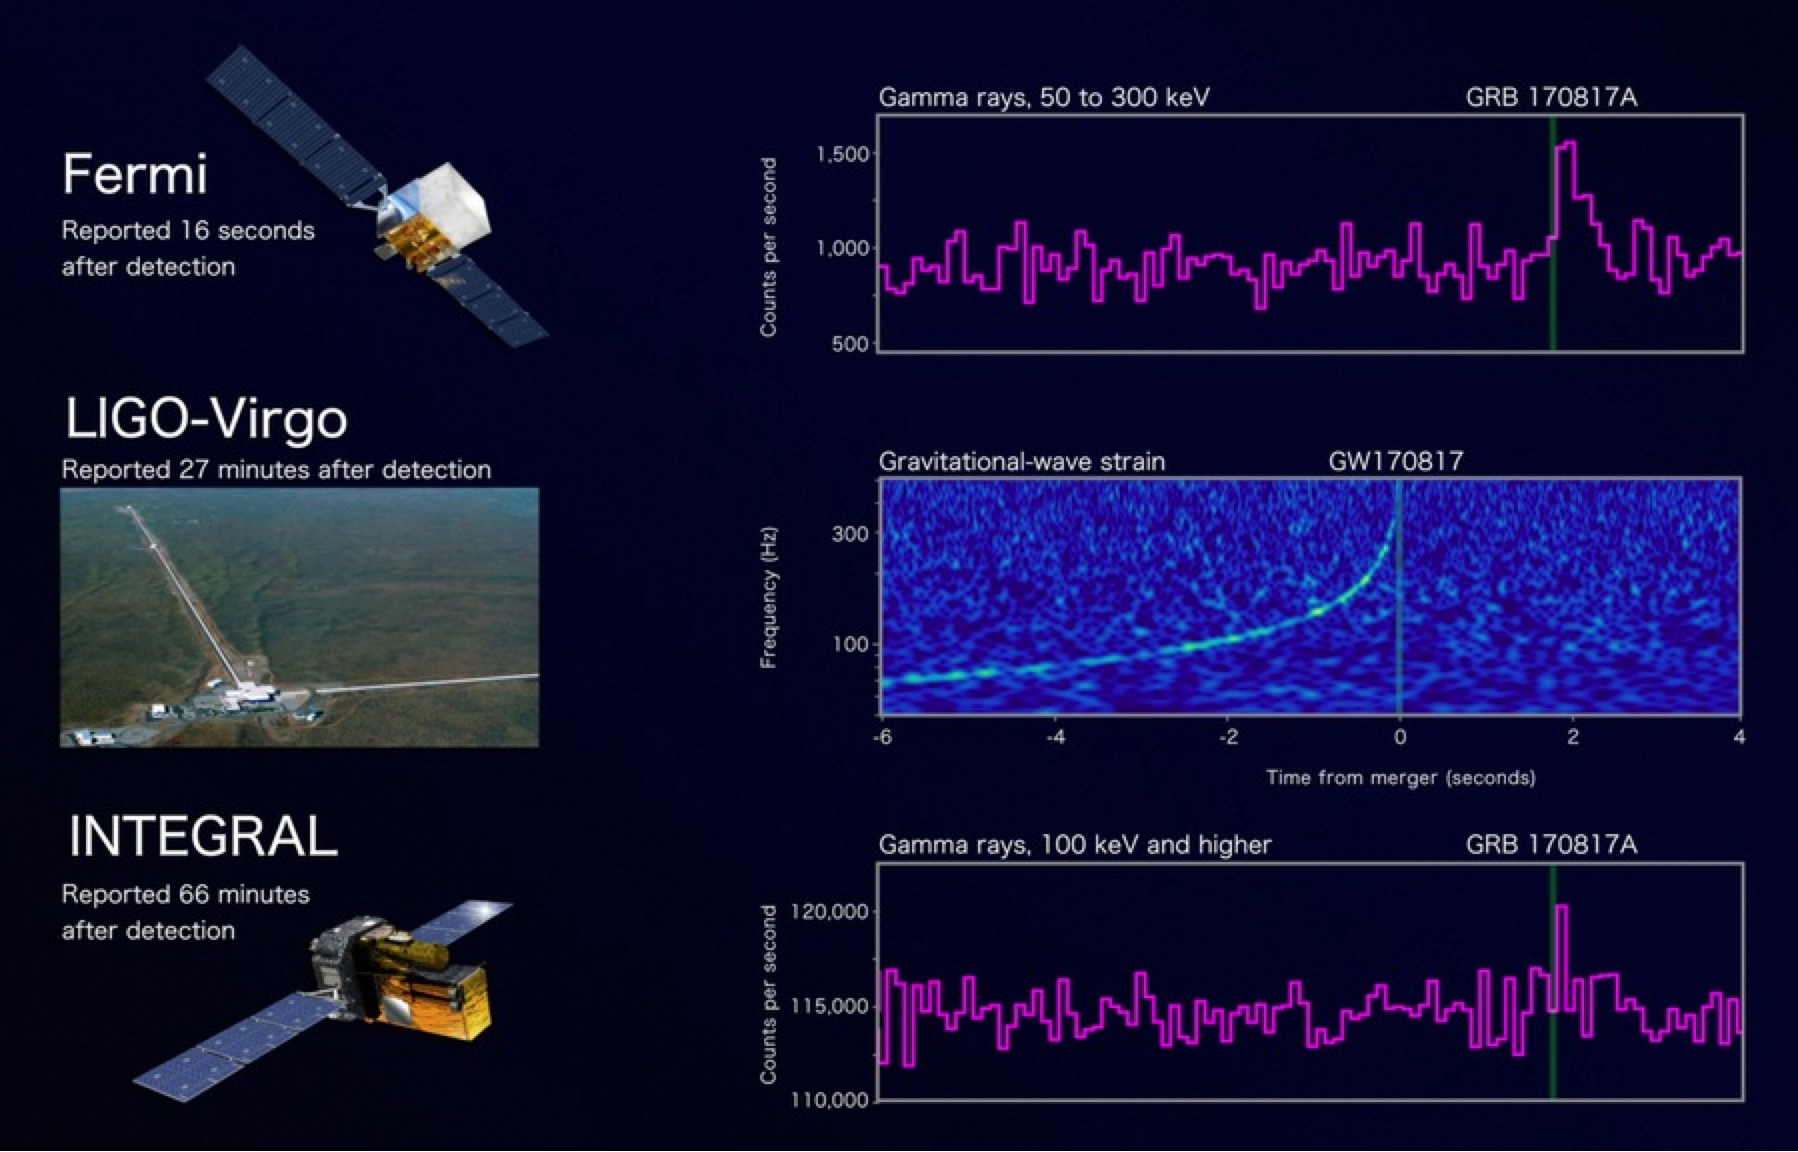 Fermi
Reported 16 seconds
after detection
Gamma rays, 50 to 300 keV
GRB 170817A
Counts per second
1,500
1,000
500
LIGO-Virgo
Reported 27 minutes after detection
Gravitational-wave strain
GW170817
Frequency (Hz)
300
100
-6
-4
-2
0
2
4
Time from merger (seconds)
INTEGRAL
Reported 66 minutes
after detection
Gamma rays, 100 keV and higher
GRB 170817A
Counts per second
120,000
115,000
110,000